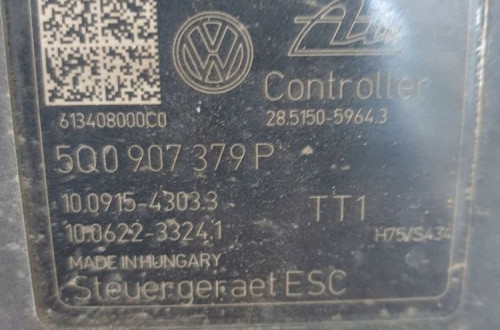 Ate
Controller
613408000C0
28.5150-5964.3
5Q0 907 379 P
10.0915-4303.3
TT1
10.0622-3324.1
H75/S434
MADE IN HUNGARY
Steuergeraet ESC